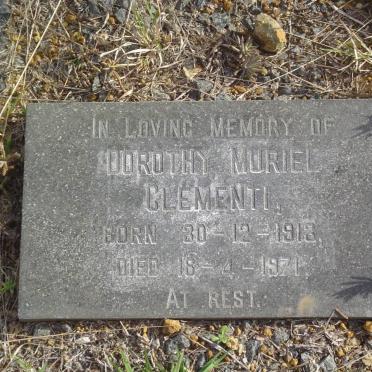 IN LOVING MEMORY OF
DOROTHY MURIEL
CLEMENTI,
BORN 30-12-1913,
DIED 18-4-1971.
AT REST.